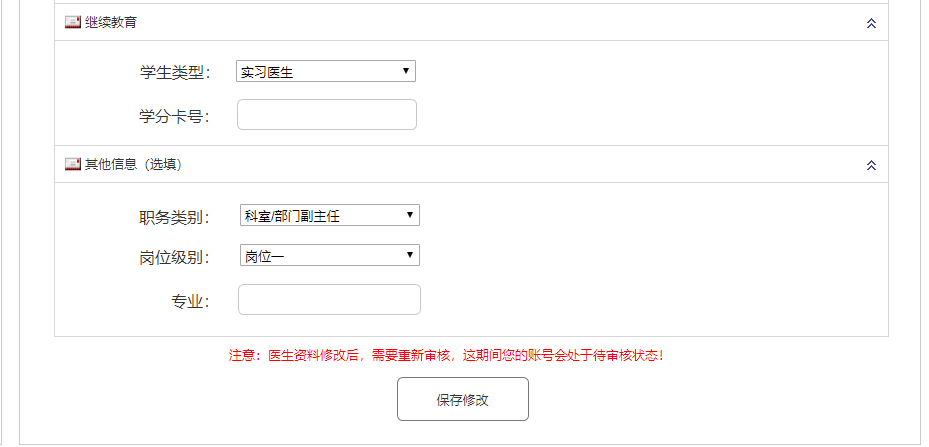 继续教育
学生类型： 实习医生
学分卡号：
其他信息（选填）
职务类别： 科室/部门副主任
岗位级别： 岗位一
专业：
注意：医生资料修改后，需要重新审核，这期间您的账号会处于待审核状态！
保存修改